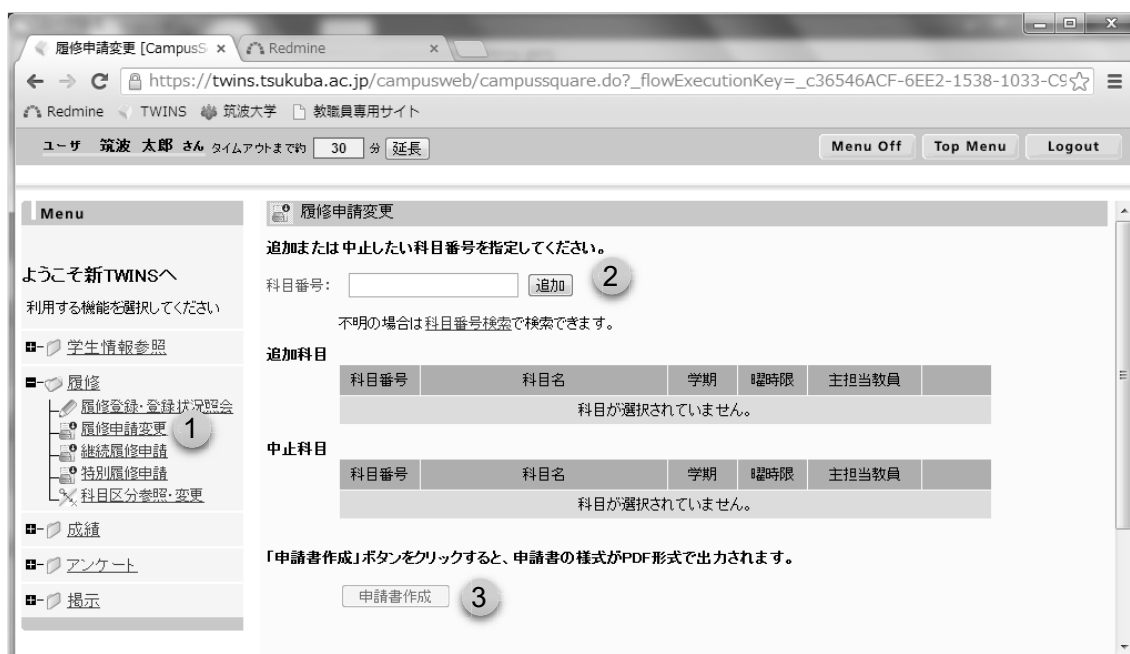 履修申請変更 [CampusS ×
Redmine ×
https://twins.tsukuba.ac.jp/campusweb/campussquare.do?_flowExecutionKey=_c36546ACF-6EE2-1538-1033-C9
Redmine TWINS 筑波大学 教職員専用サイト
ユーザ 筑波 太郎 さん タイムアウトまで約 30 分 延長 Menu Off Top Menu Logout
Menu
ようこそ新TWINSへ
利用する機能を選択してください
学生情報参照
履修
履修登録・登録状況照会
履修申請変更 1
継続履修申請
特別履修申請
科目区分参照・変更
成績
アンケート
掲示
履修申請変更
追加または中止したい科目番号を指定してください。
科目番号: 追加 2
不明の場合は科目番号検索で検索できます。
追加科目
科目番号 科目名 学期 曜時限 主担当教員
科目が選択されていません。
中止科目
科目番号 科目名 学期 曜時限 主担当教員
科目が選択されていません。
「申請書作成」ボタンをクリックすると、申請書の様式がPDF形式で出力されます。
申請書作成 3